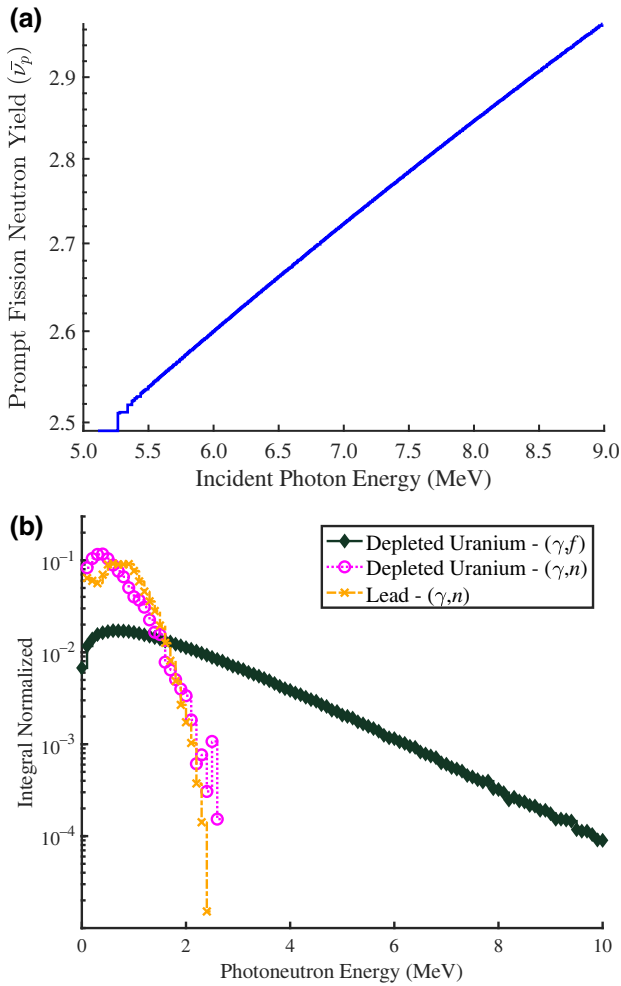 (a)
Prompt Fission Neutron Yield (ν̄p)
2.9
2.8
2.7
2.6
2.5
5.0 5.5 6.0 6.5 7.0 7.5 8.0 8.5 9.0
Incident Photon Energy (MeV)
(b)
Depleted Uranium - (γ,f)
Depleted Uranium - (γ,n)
Lead - (γ,n)
Integral Normalized
10⁻¹
10⁻²
10⁻³
10⁻⁴
0 2 4 6 8 10
Photoneutron Energy (MeV)